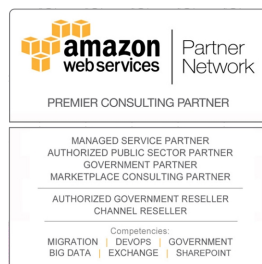 amazon
webservices
Partner
Network
PREMIER CONSULTING PARTNER
MANAGED SERVICE PARTNER
AUTHORIZED PUBLIC SECTOR PARTNER
GOVERNMENT PARTNER
MARKETPLACE CONSULTING PARTNER
AUTHORIZED GOVERNMENT RESELLER
CHANNEL RESELLER
Competencies:
MIGRATION | DEVOPS | GOVERNMENT
BIG DATA | EXCHANGE | SHAREPOINT